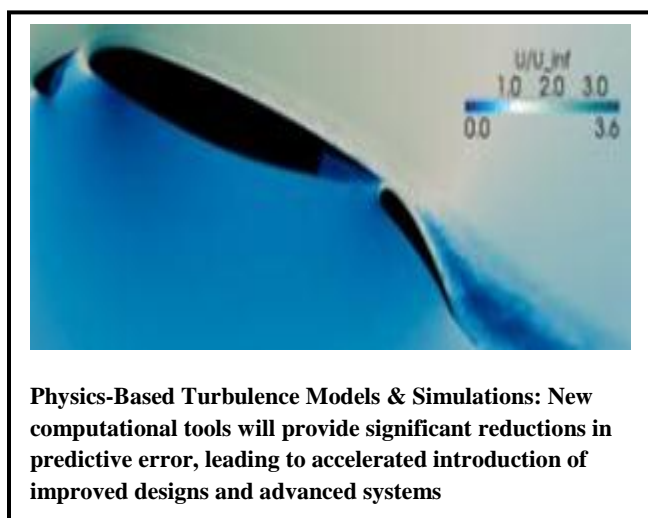 U/U_inf
1.0 2.0 3.0
0.0 3.6
Physics-Based Turbulence Models & Simulations: New
computational tools will provide significant reductions in
predictive error, leading to accelerated introduction of
improved designs and advanced systems